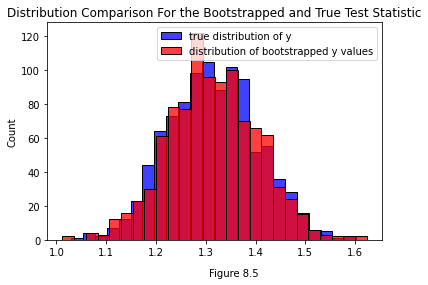 Distribution Comparison For the Bootstrapped and True Test Statistic
true distribution of y
distribution of bootstrapped y values
120
100
80
60
40
20
0
Count
1.0 1.1 1.2 1.3 1.4 1.5 1.6
Figure 8.5